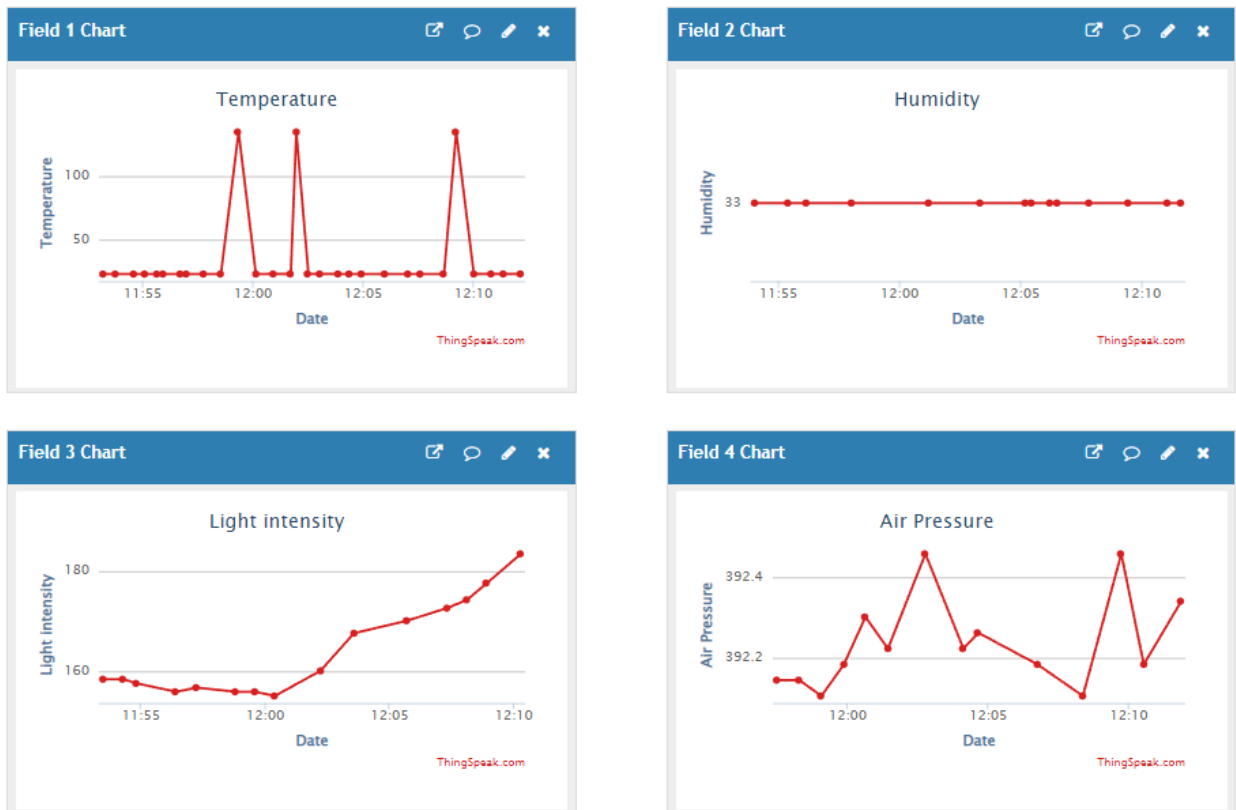 Field 1 Chart
Temperature
Temperature
100
50
11:55 12:00 12:05 12:10
Date
ThingSpeak.com
Field 2 Chart
Humidity
Humidity
33
11:55 12:00 12:05 12:10
Date
ThingSpeak.com
Field 3 Chart
Light intensity
Light intensity
180
160
11:55 12:00 12:05 12:10
Date
ThingSpeak.com
Field 4 Chart
Air Pressure
Air Pressure
392.4
392.2
12:00 12:05 12:10
Date
ThingSpeak.com